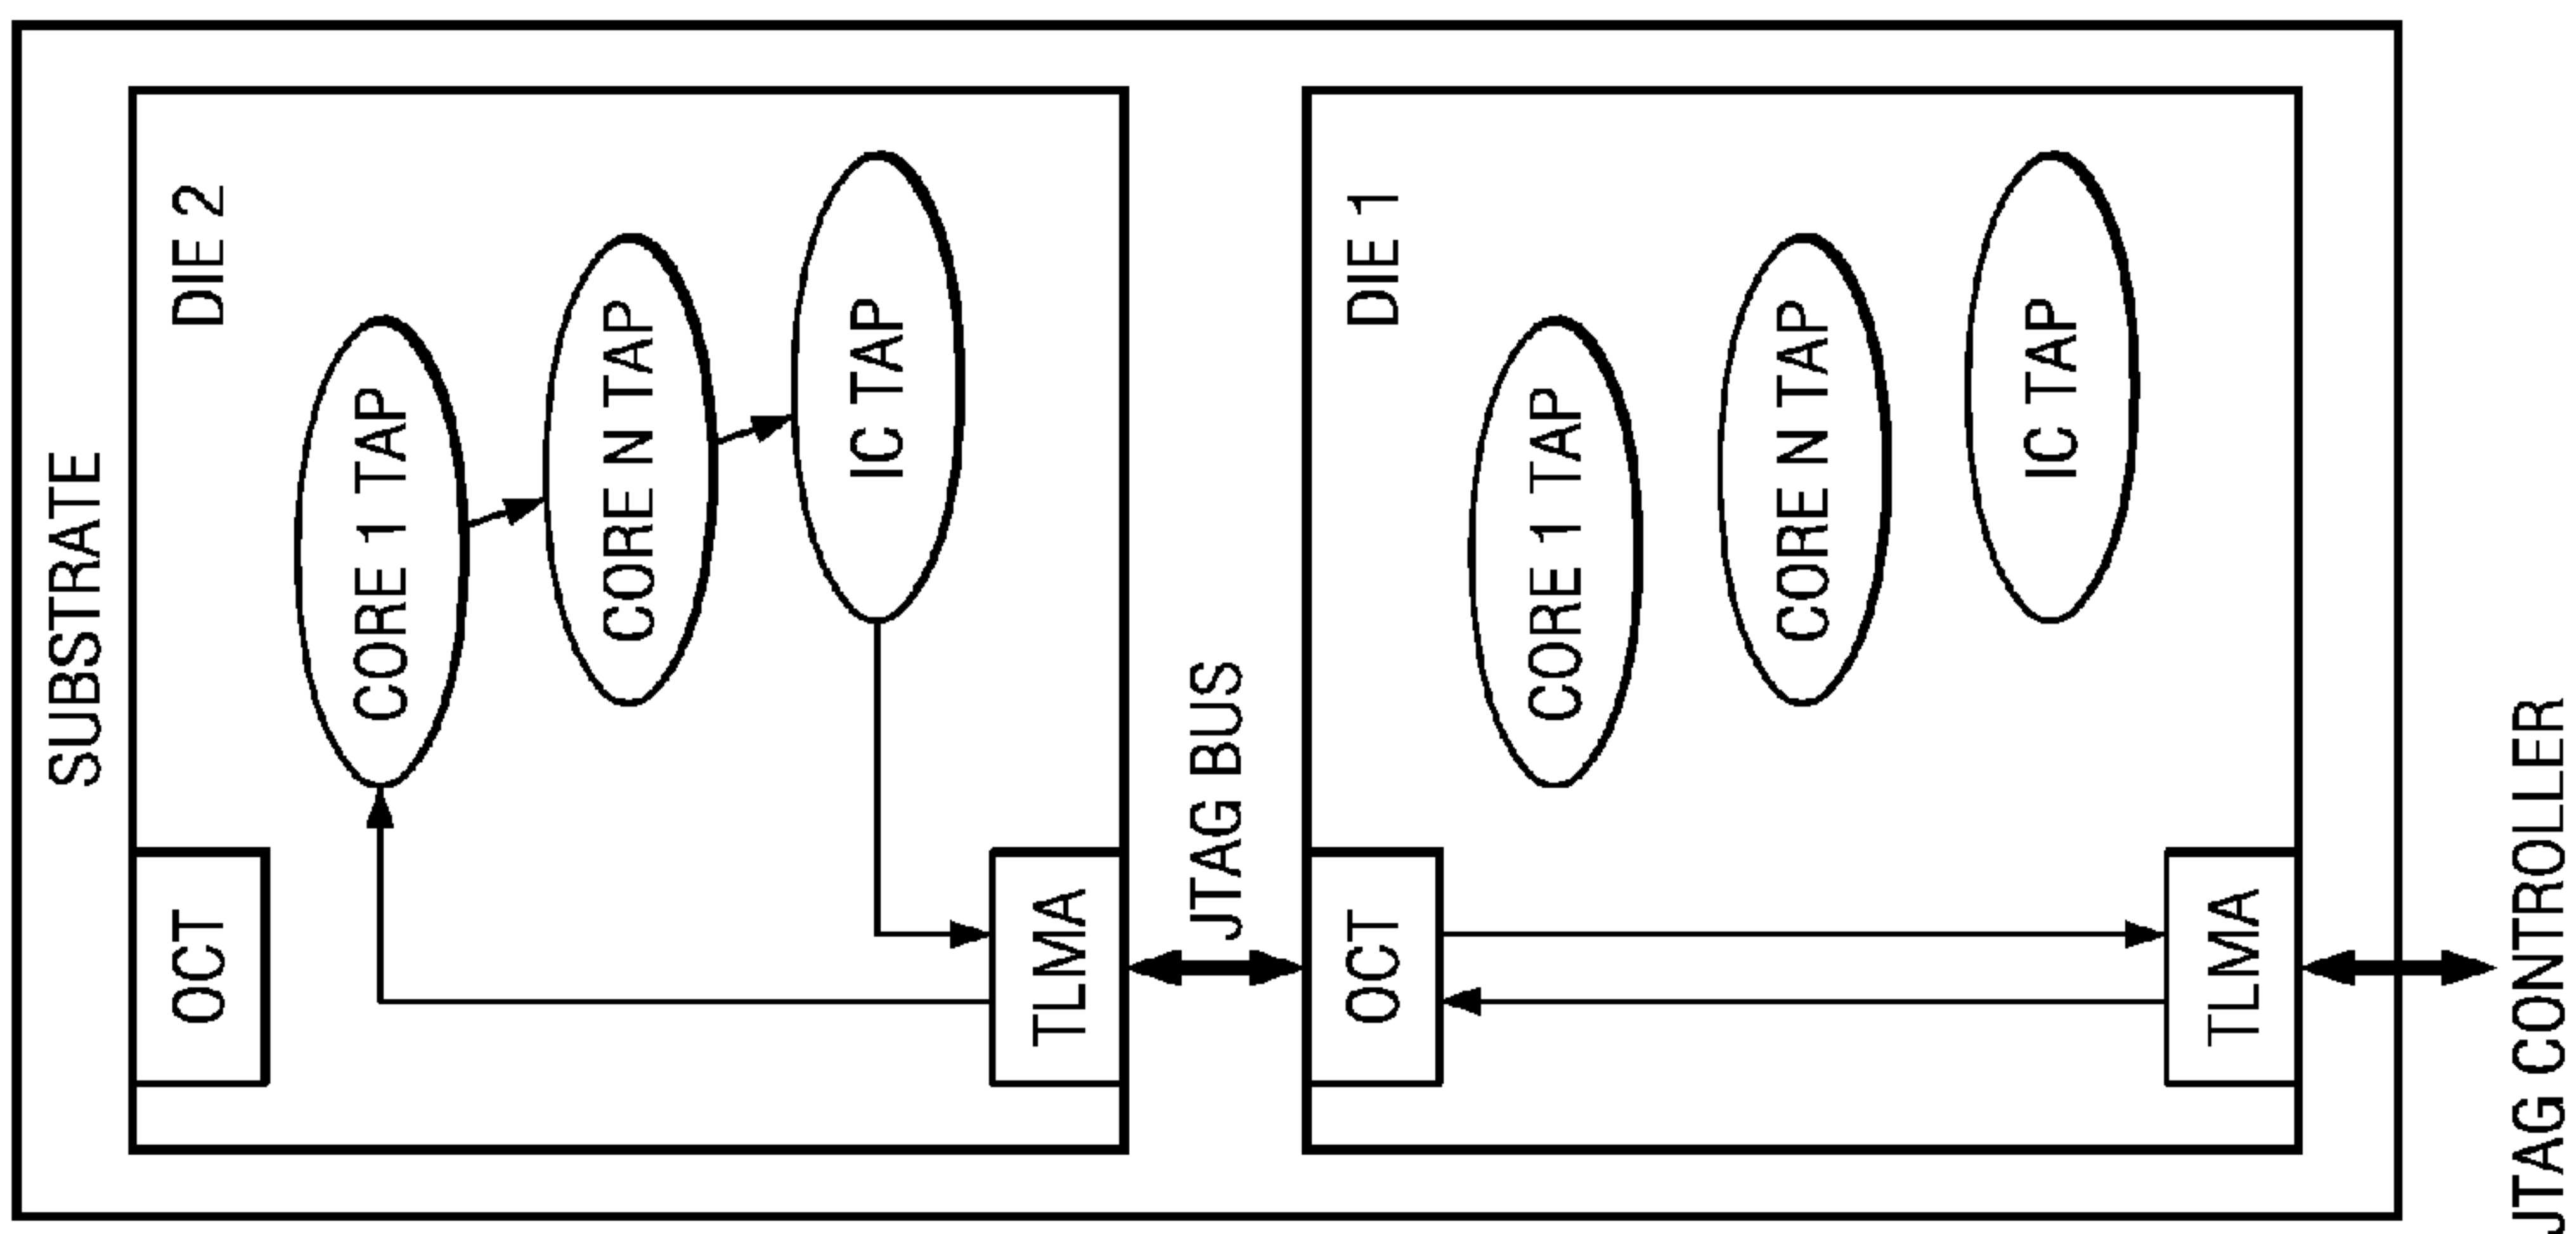 SUBSTRATE
DIE 2
OCT
CORE 1 TAP
CORE N TAP
IC TAP
TLMA
JTAG BUS
DIE 1
OCT
CORE 1 TAP
CORE N TAP
IC TAP
TLMA
JTAG CONTROLLER